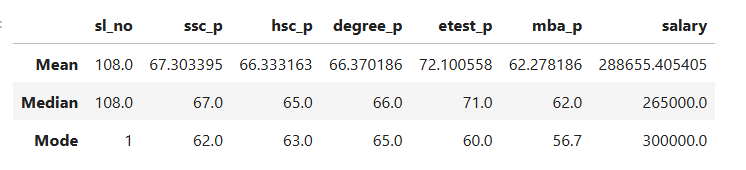 sl_no ssc_p hsc_p degree_p etest_p mba_p salary
Mean 108.0 67.303395 66.333163 66.370186 72.100558 62.278186 288655.405405
Median 108.0 67.0 65.0 66.0 71.0 62.0 265000.0
Mode 1 62.0 63.0 65.0 60.0 56.7 300000.0